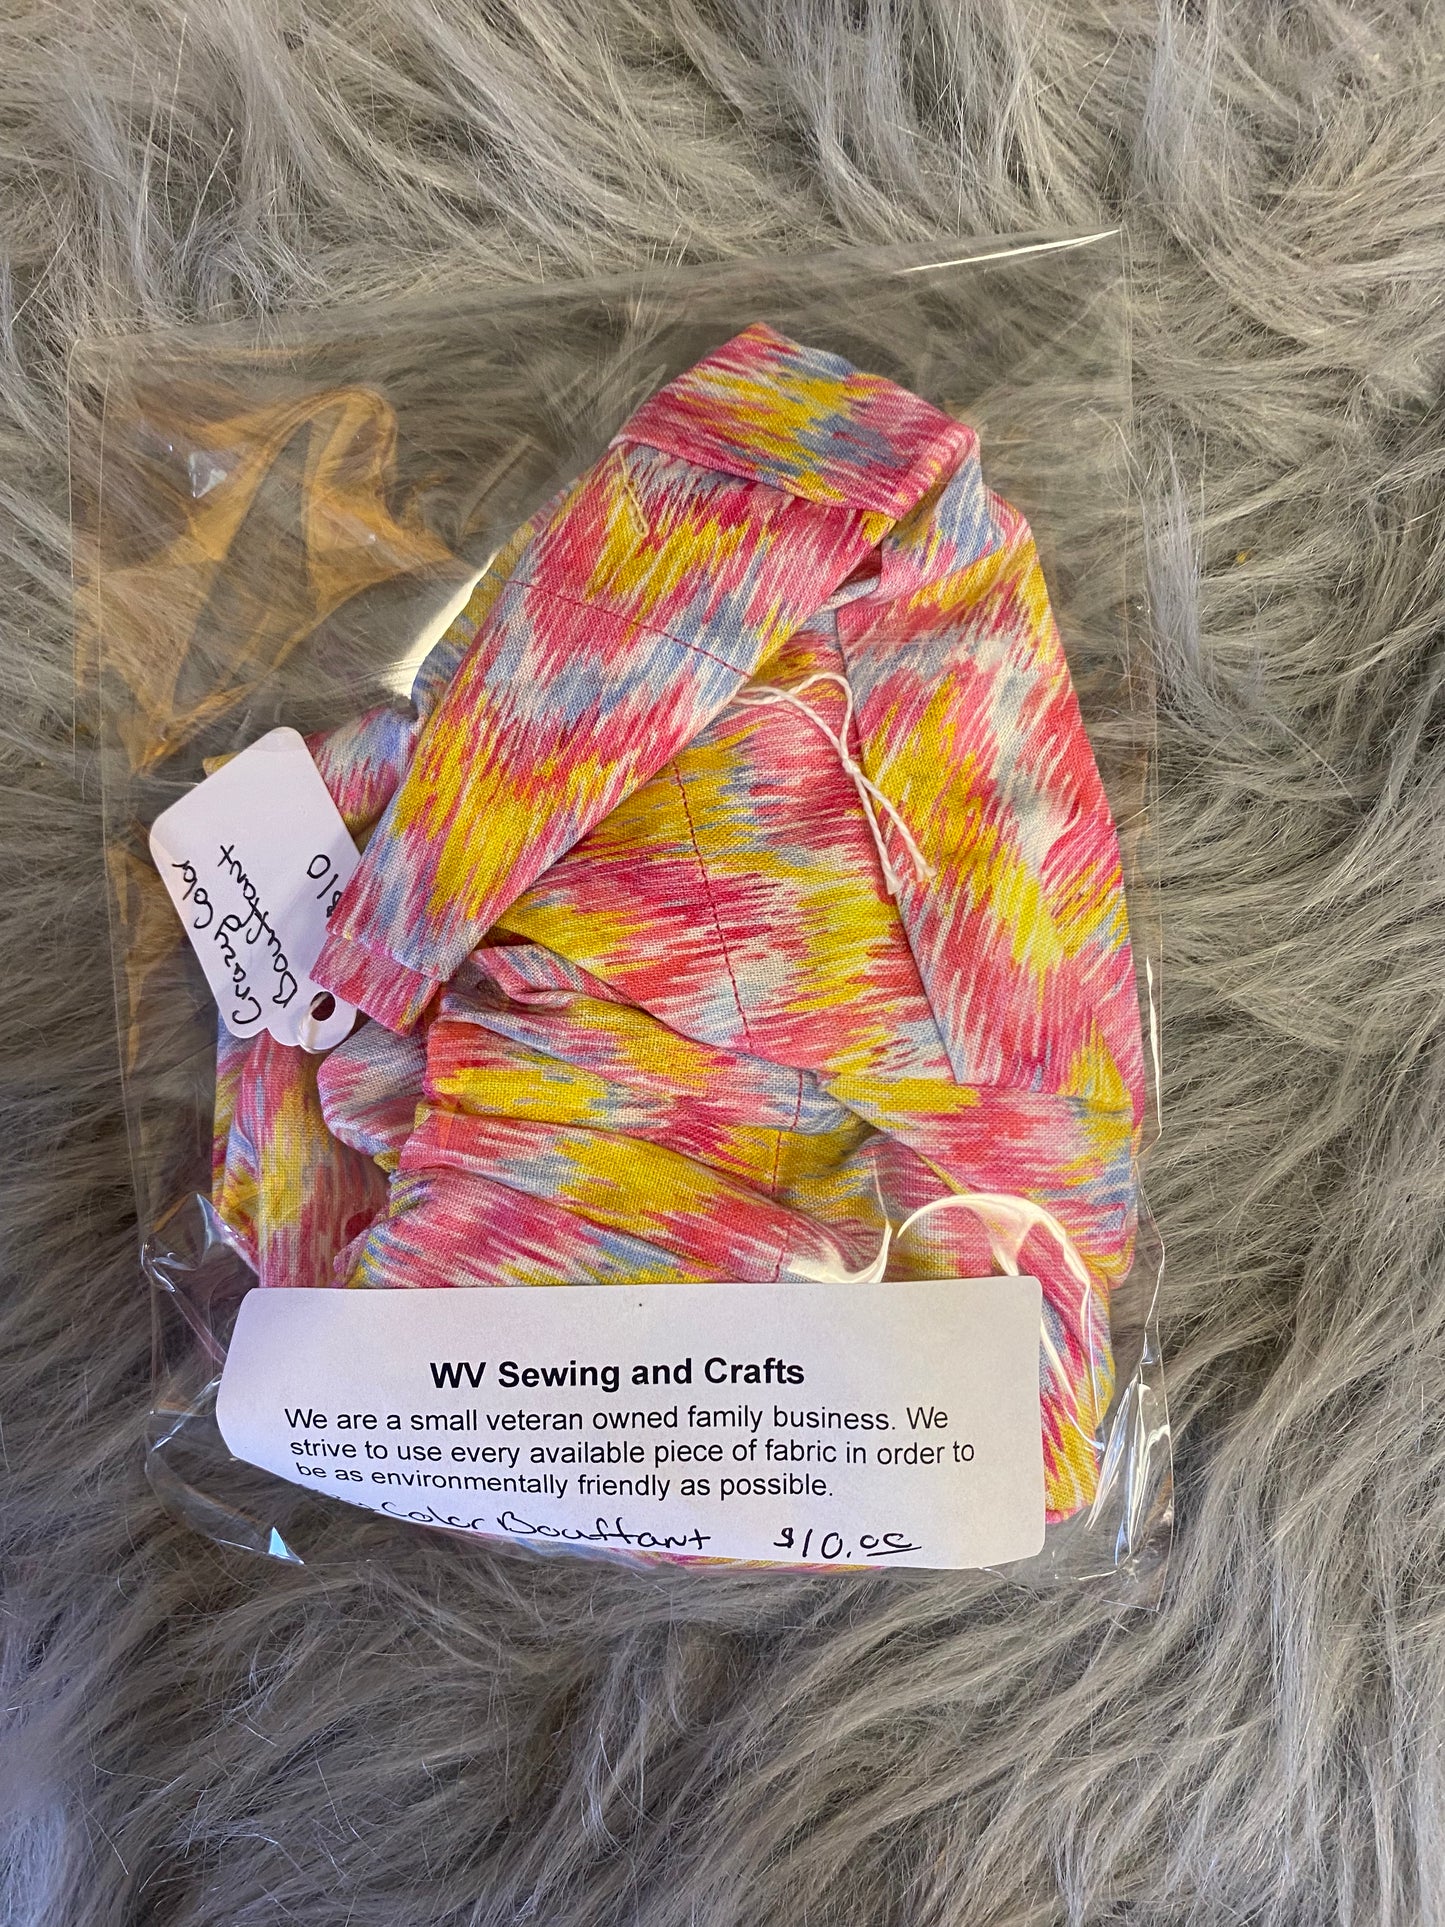 Crazy Color
Bouffant
$10
WV Sewing and Crafts
We are a small veteran owned family business. We
strive to use every available piece of fabric in order to
be as environmentally friendly as possible.
Color Bouffant $10.00